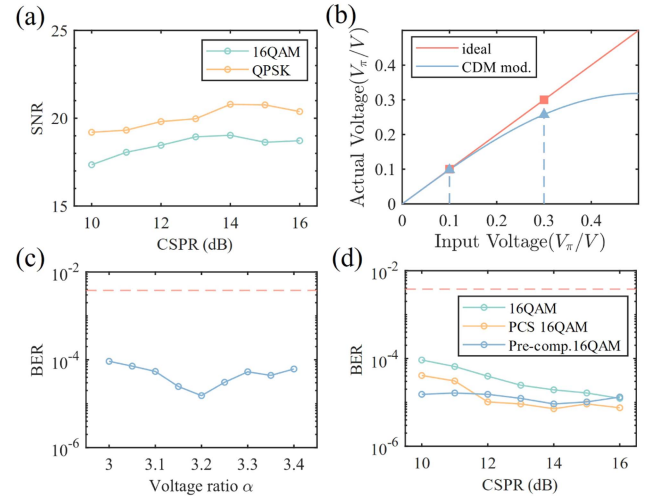 (a)
25
20
15
SNR
16QAM
QPSK
10
12
14
16
CSPR (dB)
(b)
0.5
0.4
0.3
0.2
0.1
0
Actual Voltage(Vπ/V)
ideal
CDM mod.
0
0.1
0.2
0.3
0.4
Input Voltage(Vπ/V)
(c)
10-2
10-4
10-6
BER
3
3.1
3.2
3.3
3.4
Voltage ratio α
(d)
10-2
10-4
10-6
BER
16QAM
PCS 16QAM
Pre-comp.16QAM
10
12
14
16
CSPR (dB)